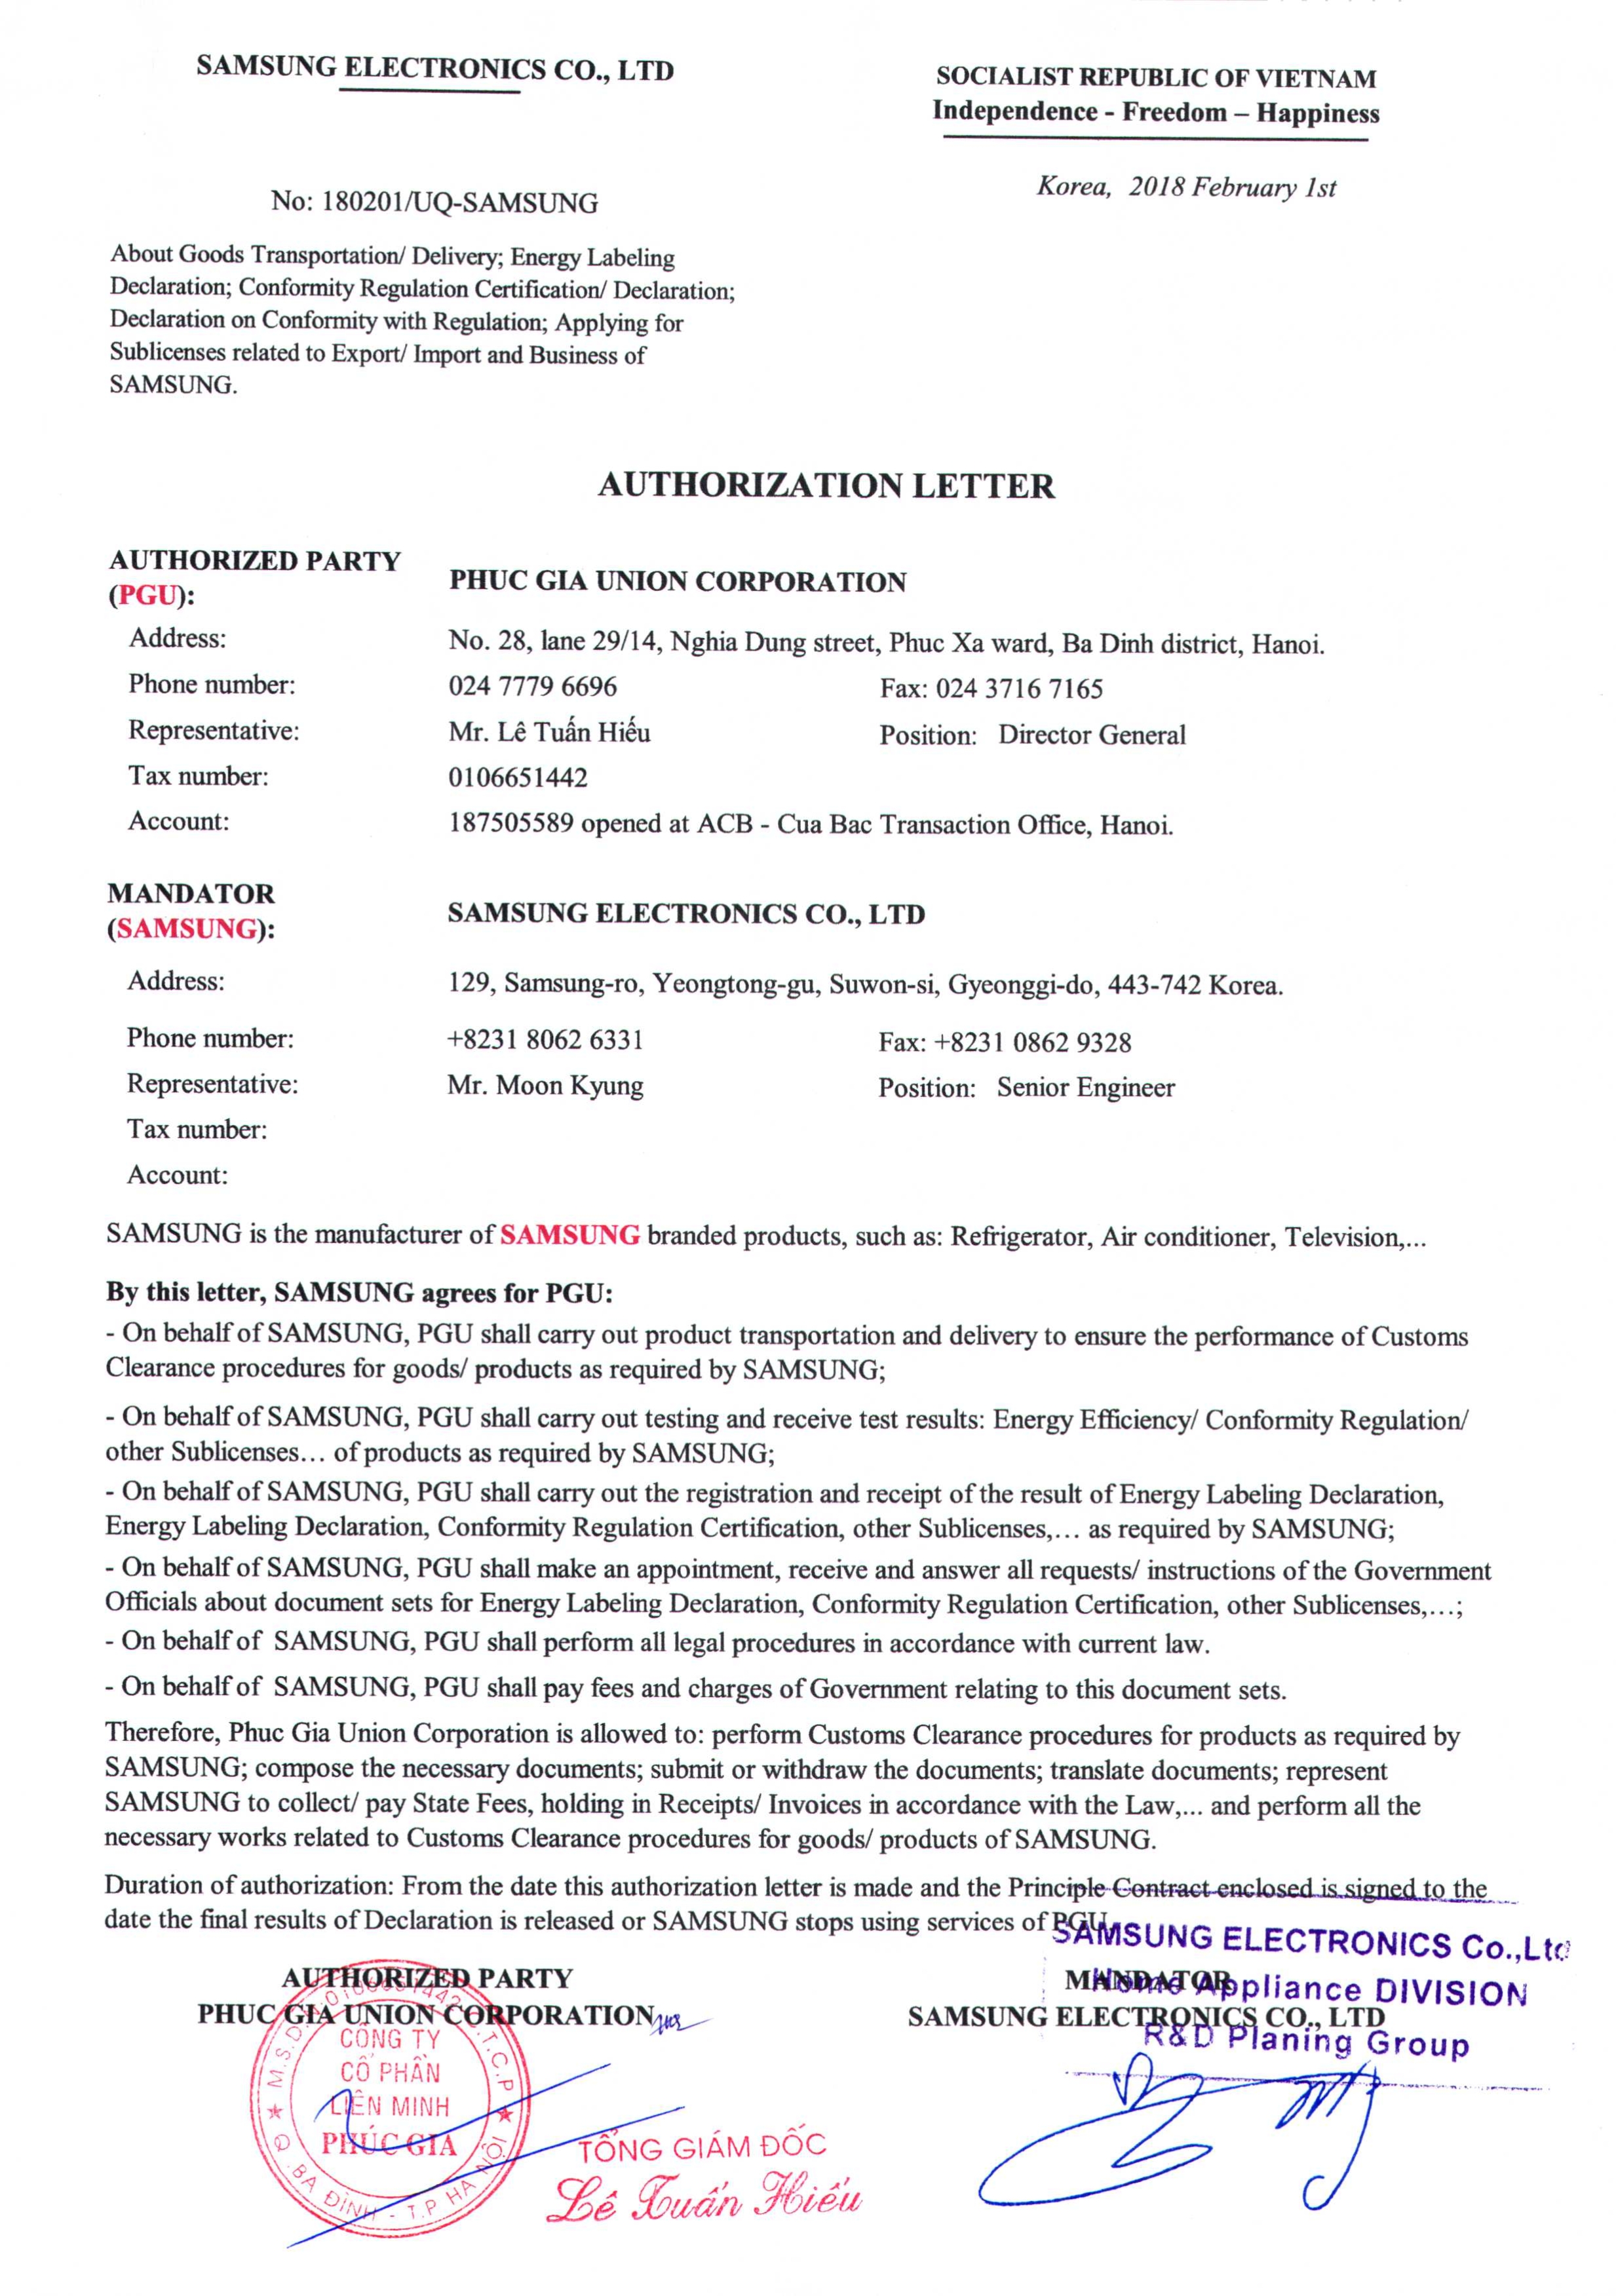 SAMSUNG ELECTRONICS CO., LTD
SOCIALIST REPUBLIC OF VIETNAM
Independence - Freedom – Happiness
No: 180201/UQ-SAMSUNG
Korea, 2018 February 1st
About Goods Transportation/ Delivery; Energy Labeling
Declaration; Conformity Regulation Certification/ Declaration;
Declaration on Conformity with Regulation; Applying for
Sublicenses related to Export/ Import and Business of
SAMSUNG.
AUTHORIZATION LETTER
AUTHORIZED PARTY
(PGU):
PHUC GIA UNION CORPORATION
Address: No. 28, lane 29/14, Nghia Dung street, Phuc Xa ward, Ba Dinh district, Hanoi.
Phone number: 024 7779 6696 Fax: 024 3716 7165
Representative: Mr. Lê Tuấn Hiếu Position: Director General
Tax number: 0106651442
Account: 187505589 opened at ACB - Cua Bac Transaction Office, Hanoi.
MANDATOR
(SAMSUNG):
SAMSUNG ELECTRONICS CO., LTD
Address: 129, Samsung-ro, Yeongtong-gu, Suwon-si, Gyeonggi-do, 443-742 Korea.
Phone number: +8231 8062 6331 Fax: +8231 0862 9328
Representative: Mr. Moon Kyung Position: Senior Engineer
Tax number:
Account:
SAMSUNG is the manufacturer of SAMSUNG branded products, such as: Refrigerator, Air conditioner, Television,...
By this letter, SAMSUNG agrees for PGU:
- On behalf of SAMSUNG, PGU shall carry out product transportation and delivery to ensure the performance of Customs
Clearance procedures for goods/ products as required by SAMSUNG;
- On behalf of SAMSUNG, PGU shall carry out testing and receive test results: Energy Efficiency/ Conformity Regulation/
other Sublicenses… of products as required by SAMSUNG;
- On behalf of SAMSUNG, PGU shall carry out the registration and receipt of the result of Energy Labeling Declaration,
Energy Labeling Declaration, Conformity Regulation Certification, other Sublicenses,… as required by SAMSUNG;
- On behalf of SAMSUNG, PGU shall make an appointment, receive and answer all requests/ instructions of the Government
Officials about document sets for Energy Labeling Declaration, Conformity Regulation Certification, other Sublicenses,…;
- On behalf of SAMSUNG, PGU shall perform all legal procedures in accordance with current law.
- On behalf of SAMSUNG, PGU shall pay fees and charges of Government relating to this document sets.
Therefore, Phuc Gia Union Corporation is allowed to: perform Customs Clearance procedures for products as required by
SAMSUNG; compose the necessary documents; submit or withdraw the documents; translate documents; represent
SAMSUNG to collect/ pay State Fees, holding in Receipts/ Invoices in accordance with the Law,... and perform all the
necessary works related to Customs Clearance procedures for goods/ products of SAMSUNG.
Duration of authorization: From the date this authorization letter is made and the Principle Contract enclosed is signed to the
date the final results of Declaration is released or SAMSUNG stops using services of PGU
AUTHORIZED PARTY
PHUC GIA UNION CORPORATION
MANDATOR
SAMSUNG ELECTRONICS CO., LTD
SAMSUNG ELECTRONICS Co.,Ltd
Home Appliance DIVISION
R&D Planing Group
M.S.D.N:0106651442-C.T.C.P
CÔNG TY
CỔ PHẦN
LIÊN MINH
PHÚC GIA
Q.BA ĐÌNH - T.P HÀ NỘI
TỔNG GIÁM ĐỐC
Lê Tuấn Hiếu